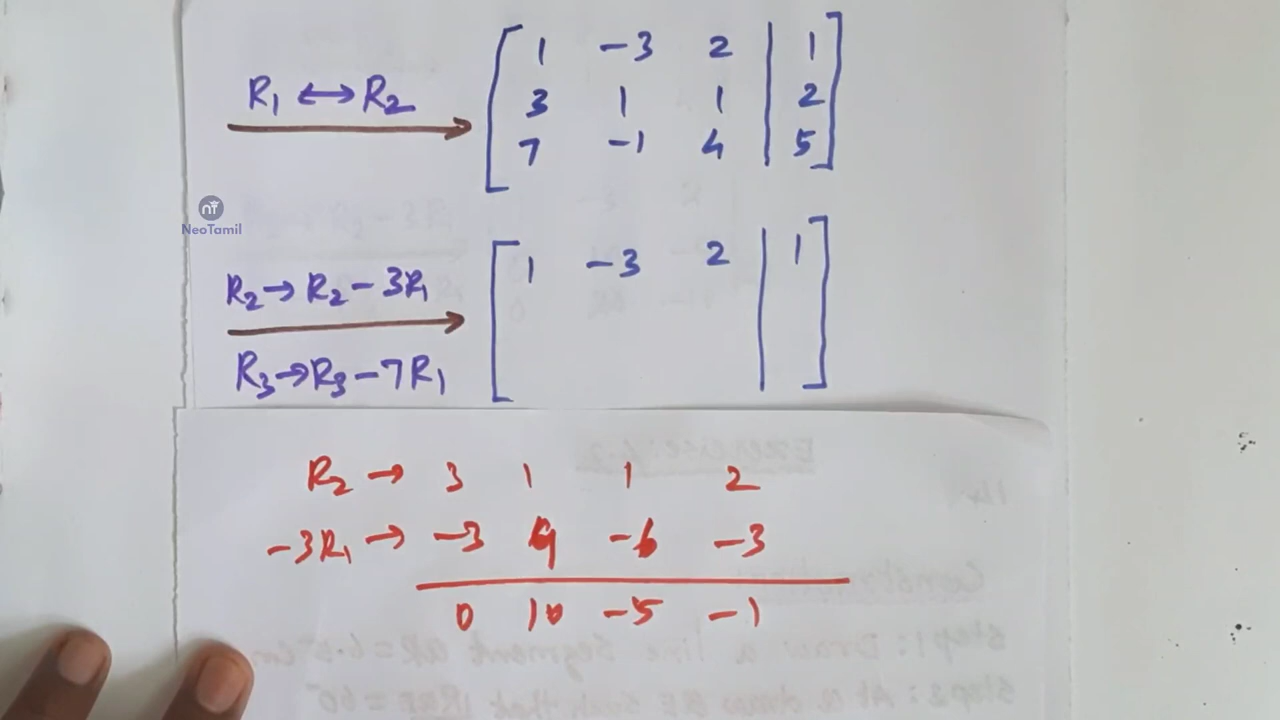 R₁ ↔ R₂
1 -3 2 | 1
3 1 1 | 2
7 -1 4 | 5
NeoTamil
R₂ → R₂ - 3R₁
R₃ → R₃ - 7R₁
1 -3 2 | 1
R₂ → 3 1 1 2
-3R₁ → -3 9 -6 -3
0 10 -5 -1